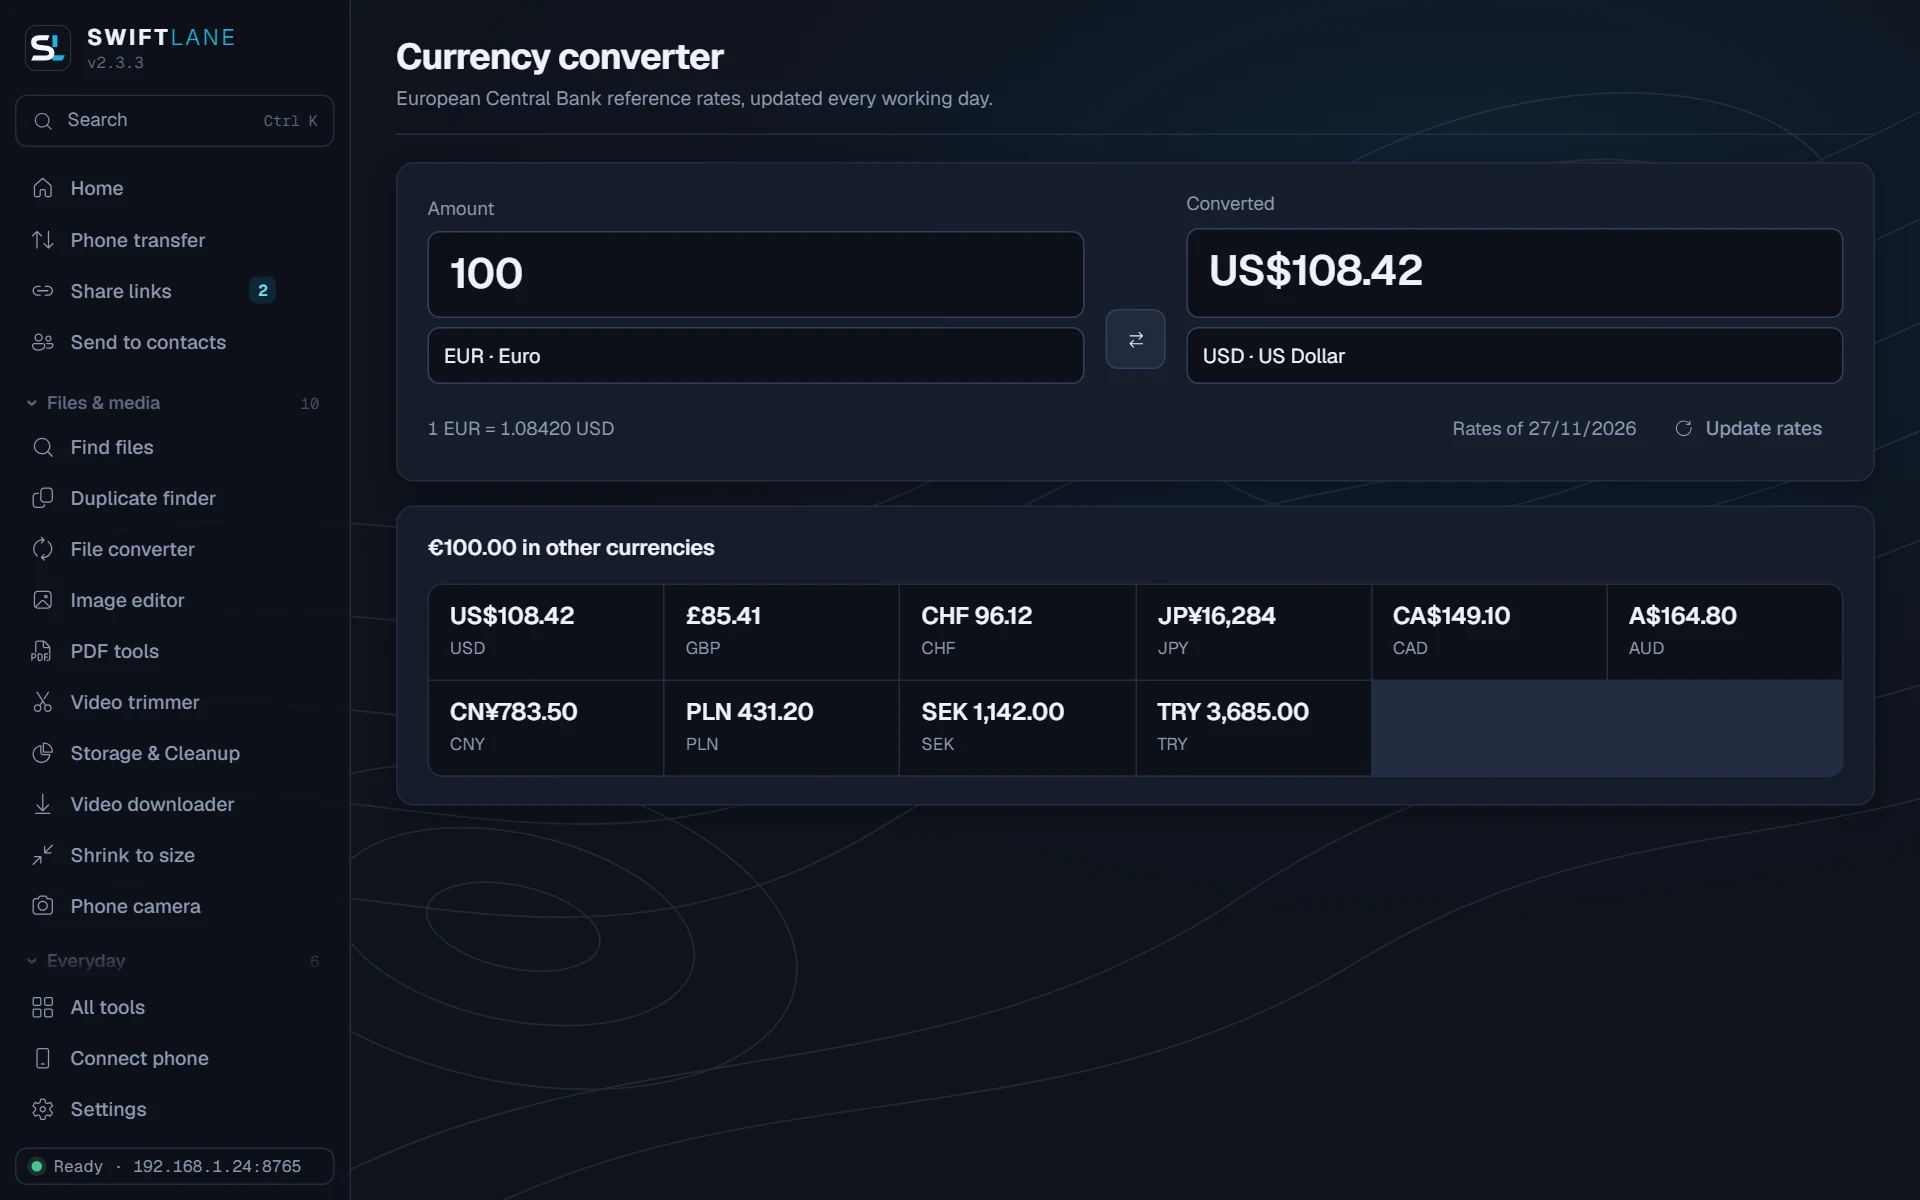 SWIFTLANE
v2.3.3
Search Ctrl K
Home
Phone transfer
Share links 2
Send to contacts
Files & media 10
Find files
Duplicate finder
File converter
Image editor
PDF tools
Video trimmer
Storage & Cleanup
Video downloader
Shrink to size
Phone camera
Everyday 6
All tools
Connect phone
Settings
Ready · 192.168.1.24:8765
Currency converter
European Central Bank reference rates, updated every working day.
Amount
100
EUR · Euro
Converted
US$108.42
USD · US Dollar
1 EUR = 1.08420 USD
Rates of 27/11/2026
Update rates
€100.00 in other currencies
US$108.42
USD
£85.41
GBP
CHF 96.12
CHF
JP¥16,284
JPY
CA$149.10
CAD
A$164.80
AUD
CN¥783.50
CNY
PLN 431.20
PLN
SEK 1,142.00
SEK
TRY 3,685.00
TRY